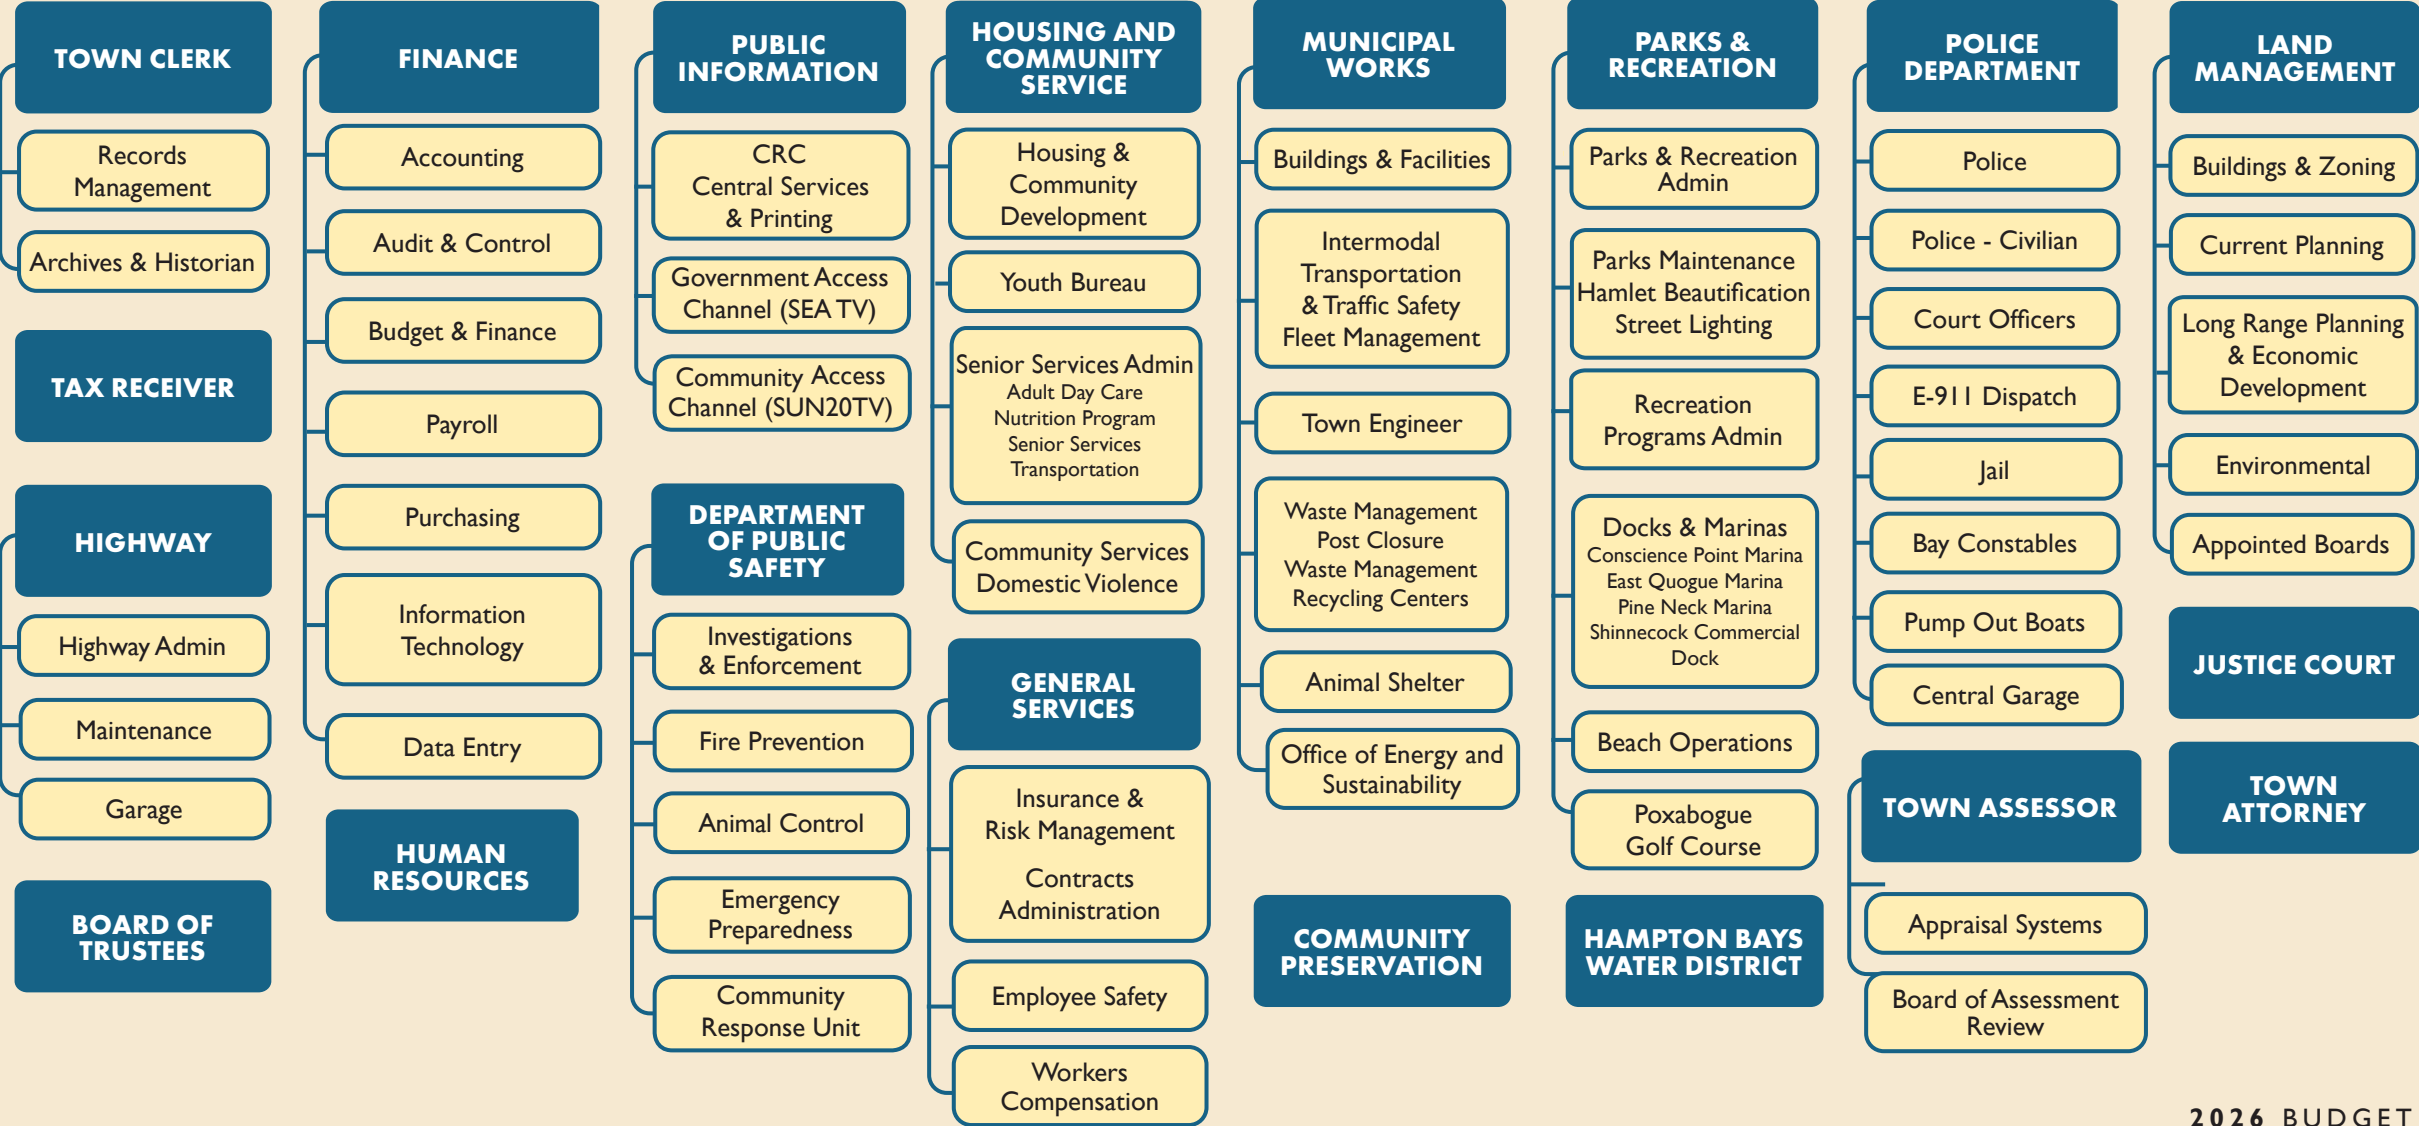 TOWN CLERK
Records
Management
Archives & Historian
TAX RECEIVER
HIGHWAY
Highway Admin
Maintenance
Garage
BOARD OF
TRUSTEES
FINANCE
Accounting
Audit & Control
Budget & Finance
Payroll
Purchasing
Information
Technology
Data Entry
HUMAN
RESOURCES
PUBLIC
INFORMATION
CRC
Central Services
& Printing
Government Access
Channel (SEA TV)
Community Access
Channel (SUN20TV)
DEPARTMENT
OF PUBLIC
SAFETY
Investigations
& Enforcement
Fire Prevention
Animal Control
Emergency
Preparedness
Community
Response Unit
HOUSING AND
COMMUNITY
SERVICE
Housing &
Community
Development
Youth Bureau
Senior Services Admin
Adult Day Care
Nutrition Program
Senior Services
Transportation
Community Services
Domestic Violence
GENERAL
SERVICES
Insurance &
Risk Management
Contracts
Administration
Employee Safety
Workers
Compensation
MUNICIPAL
WORKS
Buildings & Facilities
Intermodal
Transportation
& Traffic Safety
Fleet Management
Town Engineer
Waste Management
Post Closure
Waste Management
Recycling Centers
Animal Shelter
Office of Energy and
Sustainability
COMMUNITY
PRESERVATION
PARKS &
RECREATION
Parks & Recreation
Admin
Parks Maintenance
Hamlet Beautification
Street Lighting
Recreation
Programs Admin
Docks & Marinas
Conscience Point Marina
East Quogue Marina
Pine Neck Marina
Shinnecock Commercial
Dock
Beach Operations
Poxabogue
Golf Course
HAMPTON BAYS
WATER DISTRICT
POLICE
DEPARTMENT
Police
Police - Civilian
Court Officers
E-911 Dispatch
Jail
Bay Constables
Pump Out Boats
Central Garage
TOWN ASSESSOR
Appraisal Systems
Board of Assessment
Review
LAND
MANAGEMENT
Buildings & Zoning
Current Planning
Long Range Planning
& Economic
Development
Environmental
Appointed Boards
JUSTICE COURT
TOWN
ATTORNEY
2026 BUDGET